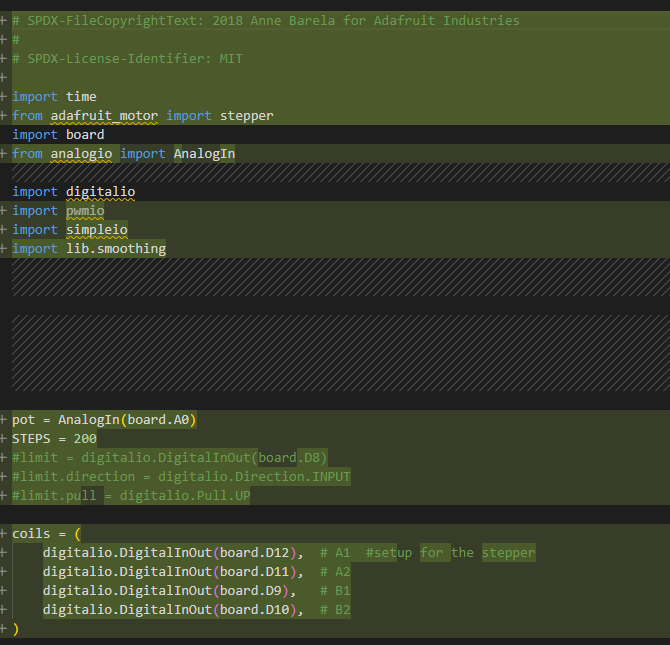 + # SPDX-FileCopyrightText: 2018 Anne Barela for Adafruit Industries
+ #
+ # SPDX-License-Identifier: MIT
+
+ import time
+ from adafruit_motor import stepper
import board
+ from analogio import AnalogIn
import digitalio
+ import pwmio
+ import simpleio
+ import lib.smoothing
+ pot = AnalogIn(board.A0)
+ STEPS = 200
+ #limit = digitalio.DigitalInOut(board.D8)
+ #limit.direction = digitalio.Direction.INPUT
+ #limit.pull = digitalio.Pull.UP
+ coils = (
+     digitalio.DigitalInOut(board.D12),  # A1  #setup for the stepper
+     digitalio.DigitalInOut(board.D11),  # A2
+     digitalio.DigitalInOut(board.D9),   # B1
+     digitalio.DigitalInOut(board.D10),  # B2
+ )